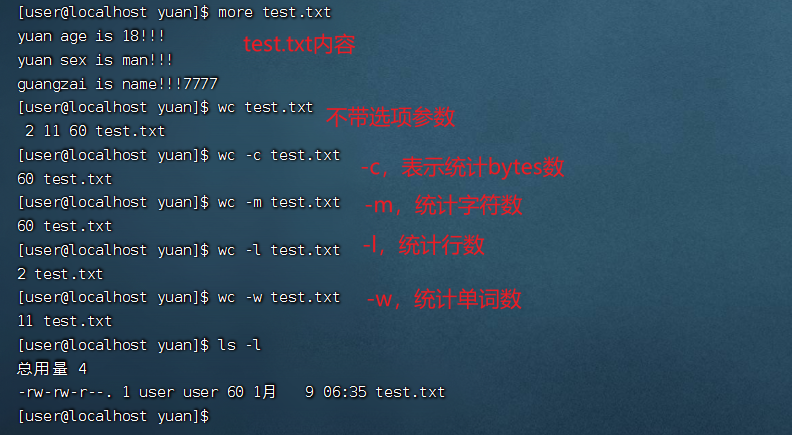 [user@localhost yuan]$ more test.txt
yuan age is 18!!!
test.txt内容
yuan sex is man!!!
guangzai is name!!!7777
[user@localhost yuan]$ wc test.txt
不带选项参数
2 11 60 test.txt
[user@localhost yuan]$ wc -c test.txt
-c，表示统计bytes数
60 test.txt
[user@localhost yuan]$ wc -m test.txt
-m，统计字符数
60 test.txt
[user@localhost yuan]$ wc -l test.txt
-l，统计行数
2 test.txt
[user@localhost yuan]$ wc -w test.txt
-w，统计单词数
11 test.txt
[user@localhost yuan]$ ls -l
总用量 4
-rw-rw-r--. 1 user user 60 1月   9 06:35 test.txt
[user@localhost yuan]$